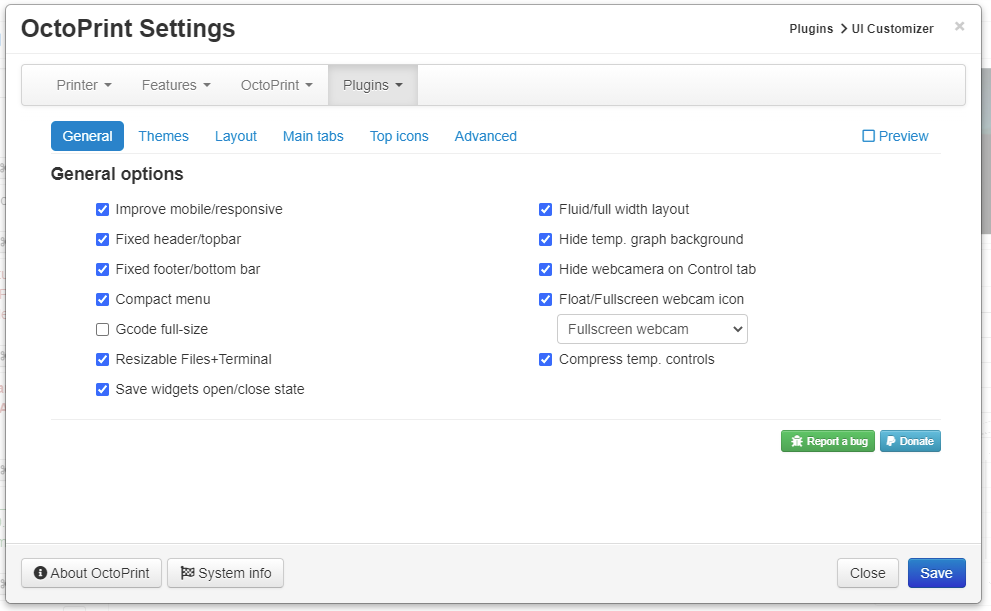 OctoPrint Settings
Plugins > UI Customizer ×
Printer Features OctoPrint Plugins
General Themes Layout Main tabs Top icons Advanced Preview
General options
Improve mobile/responsive
Fixed header/topbar
Fixed footer/bottom bar
Compact menu
Gcode full-size
Resizable Files+Terminal
Save widgets open/close state
Fluid/full width layout
Hide temp. graph background
Hide webcamera on Control tab
Float/Fullscreen webcam icon
Fullscreen webcam
Compress temp. controls
Report a bug Donate
About OctoPrint System info Close Save